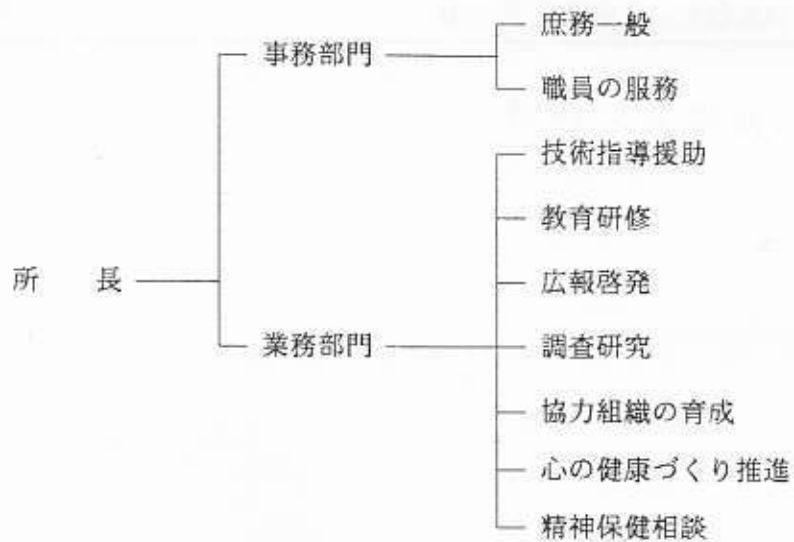 庶務一般
事務部門
職員の服務
技術指導援助
教育研修
所長
広報啓発
業務部門
調査研究
協力組織の育成
心の健康づくり推進
精神保健相談